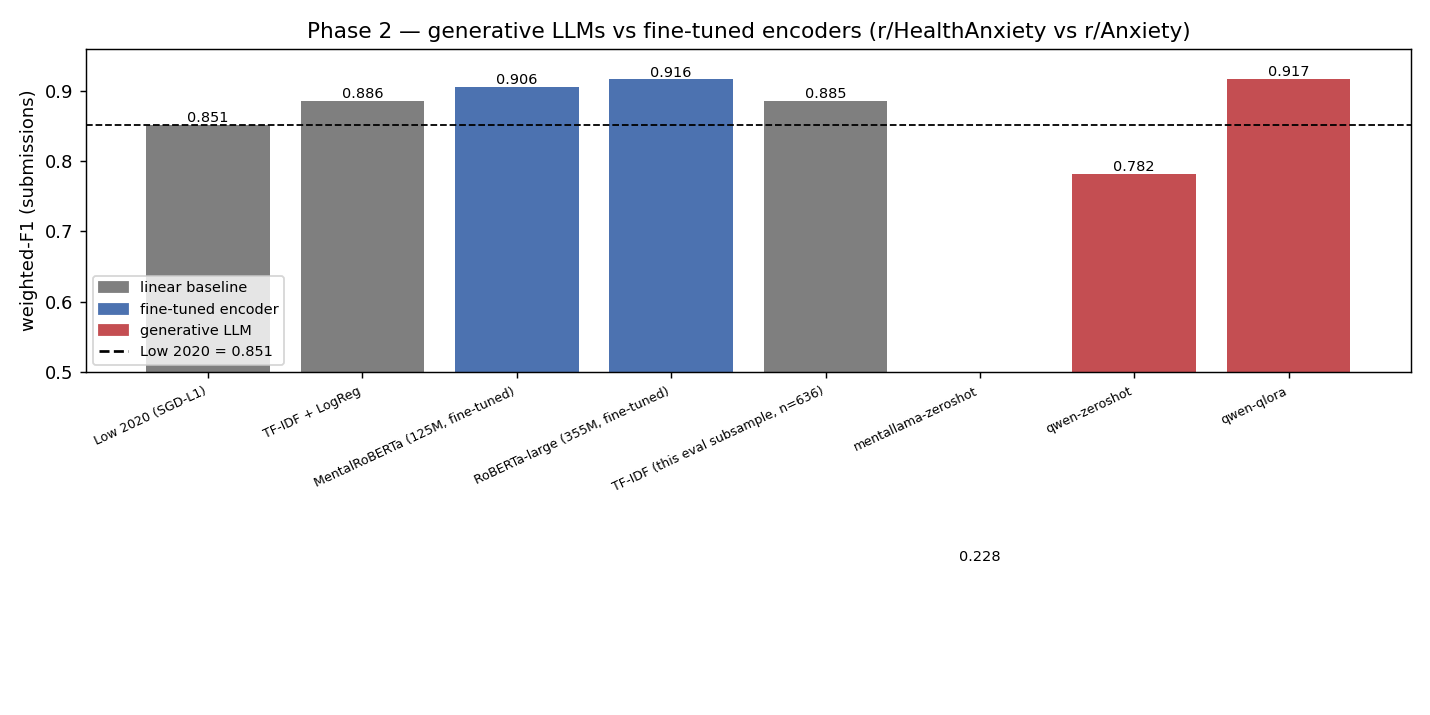 Phase 2 — generative LLMs vs fine-tuned encoders (r/HealthAnxiety vs r/Anxiety)
weighted-F1 (submissions)
0.9
0.8
0.7
0.6
0.5
0.851
0.886
0.906
0.916
0.885
0.228
0.782
0.917
linear baseline
fine-tuned encoder
generative LLM
Low 2020 = 0.851
Low 2020 (SGD-L1)
TF-IDF + LogReg
MentalRoBERTa (125M, fine-tuned)
RoBERTa-large (355M, fine-tuned)
TF-IDF (this eval subsample, n=636)
mentallama-zeroshot
qwen-zeroshot
qwen-qlora